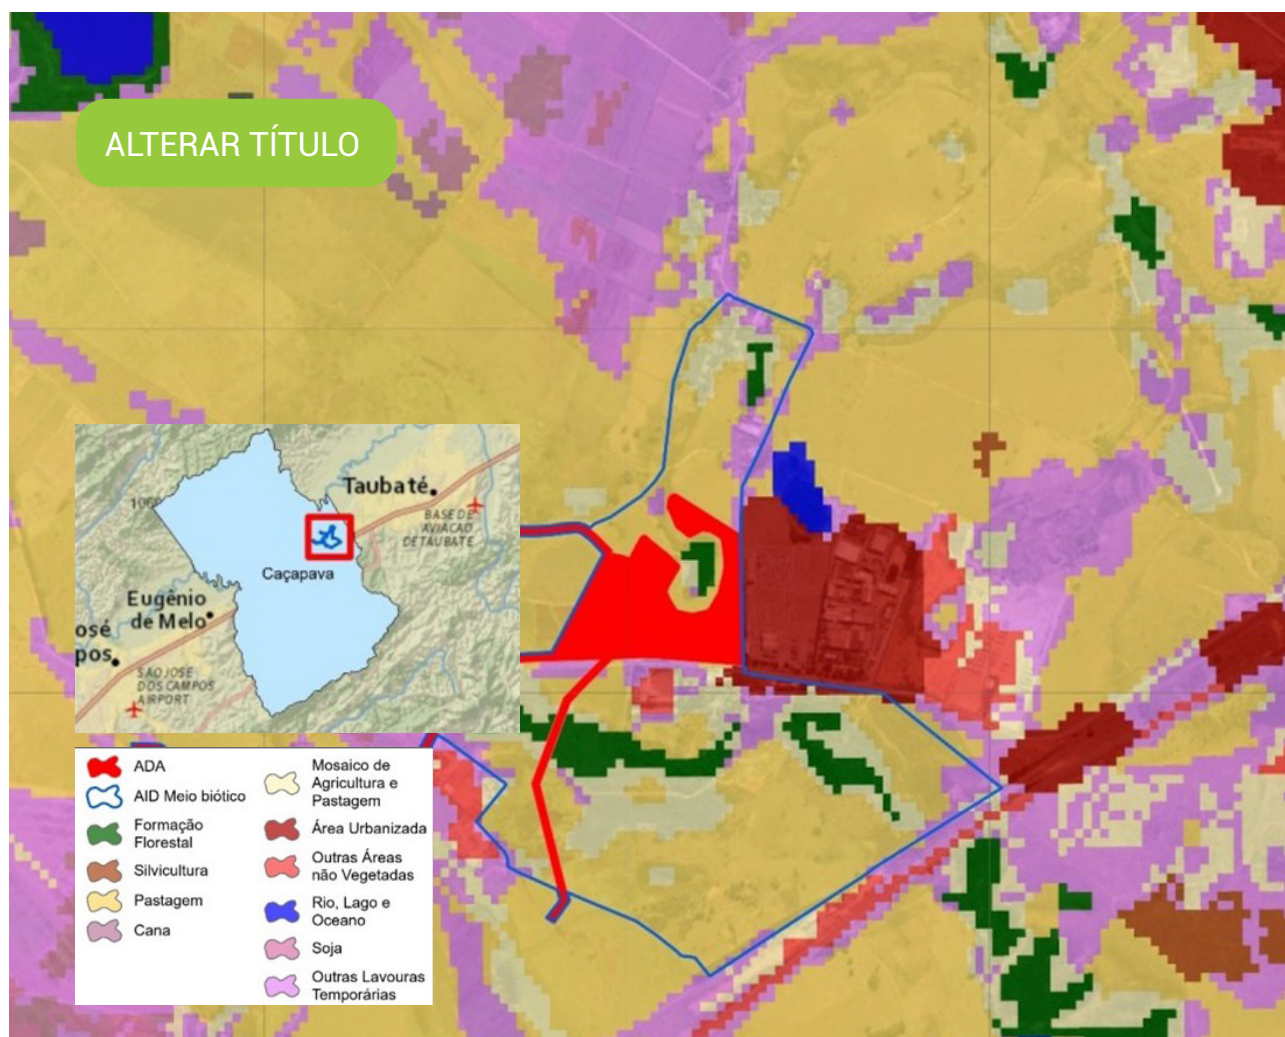 ALTERAR TÍTULO
Taubaté
BASE DE
AVIACAO
DETAUBATE
Caçapava
Eugênio
de Melo
osé
pos
SAO JOSE
DOS CAMPOS
AIRPORT
ADA
AID Meio biótico
Formação
Florestal
Silvicultura
Pastagem
Cana
Mosaico de
Agricultura e
Pastagem
Área Urbanizada
Outras Áreas
não Vegetadas
Rio, Lago e
Oceano
Soja
Outras Lavouras
Temporárias